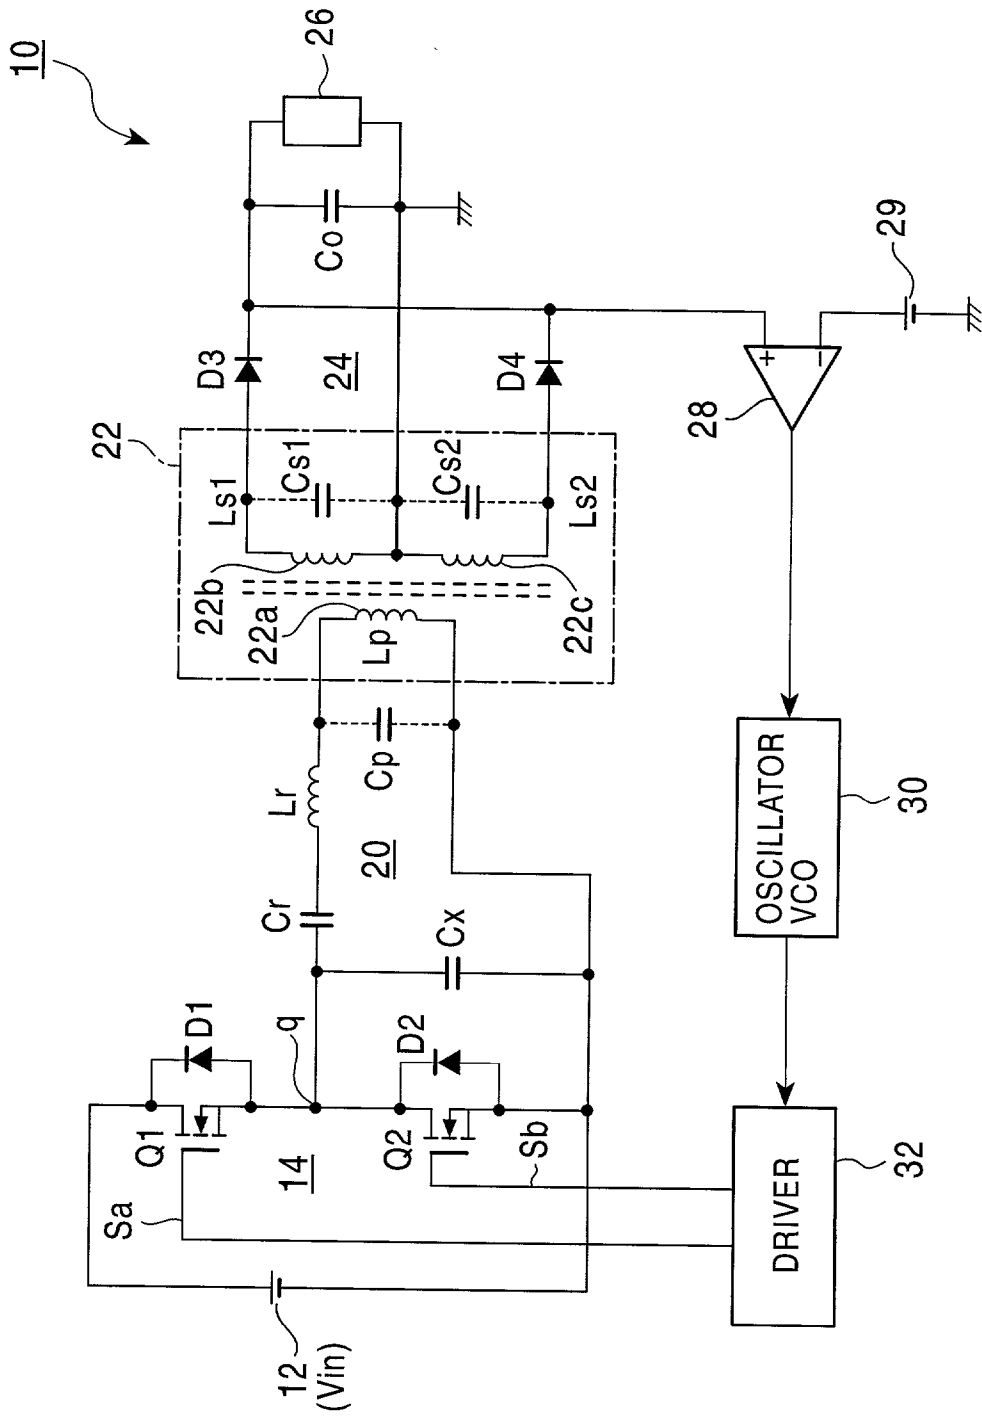 10
12
(Vin)
Sa
Q1
D1
14
q
Q2
D2
Sb
Cr
Cx
20
Lr
Cp
22
22a
Lp
22b
22c
Ls1
Cs1
Cs2
Ls2
D3
24
D4
Co
26
+
−
28
29
OSCILLATOR
VCO
30
DRIVER
32